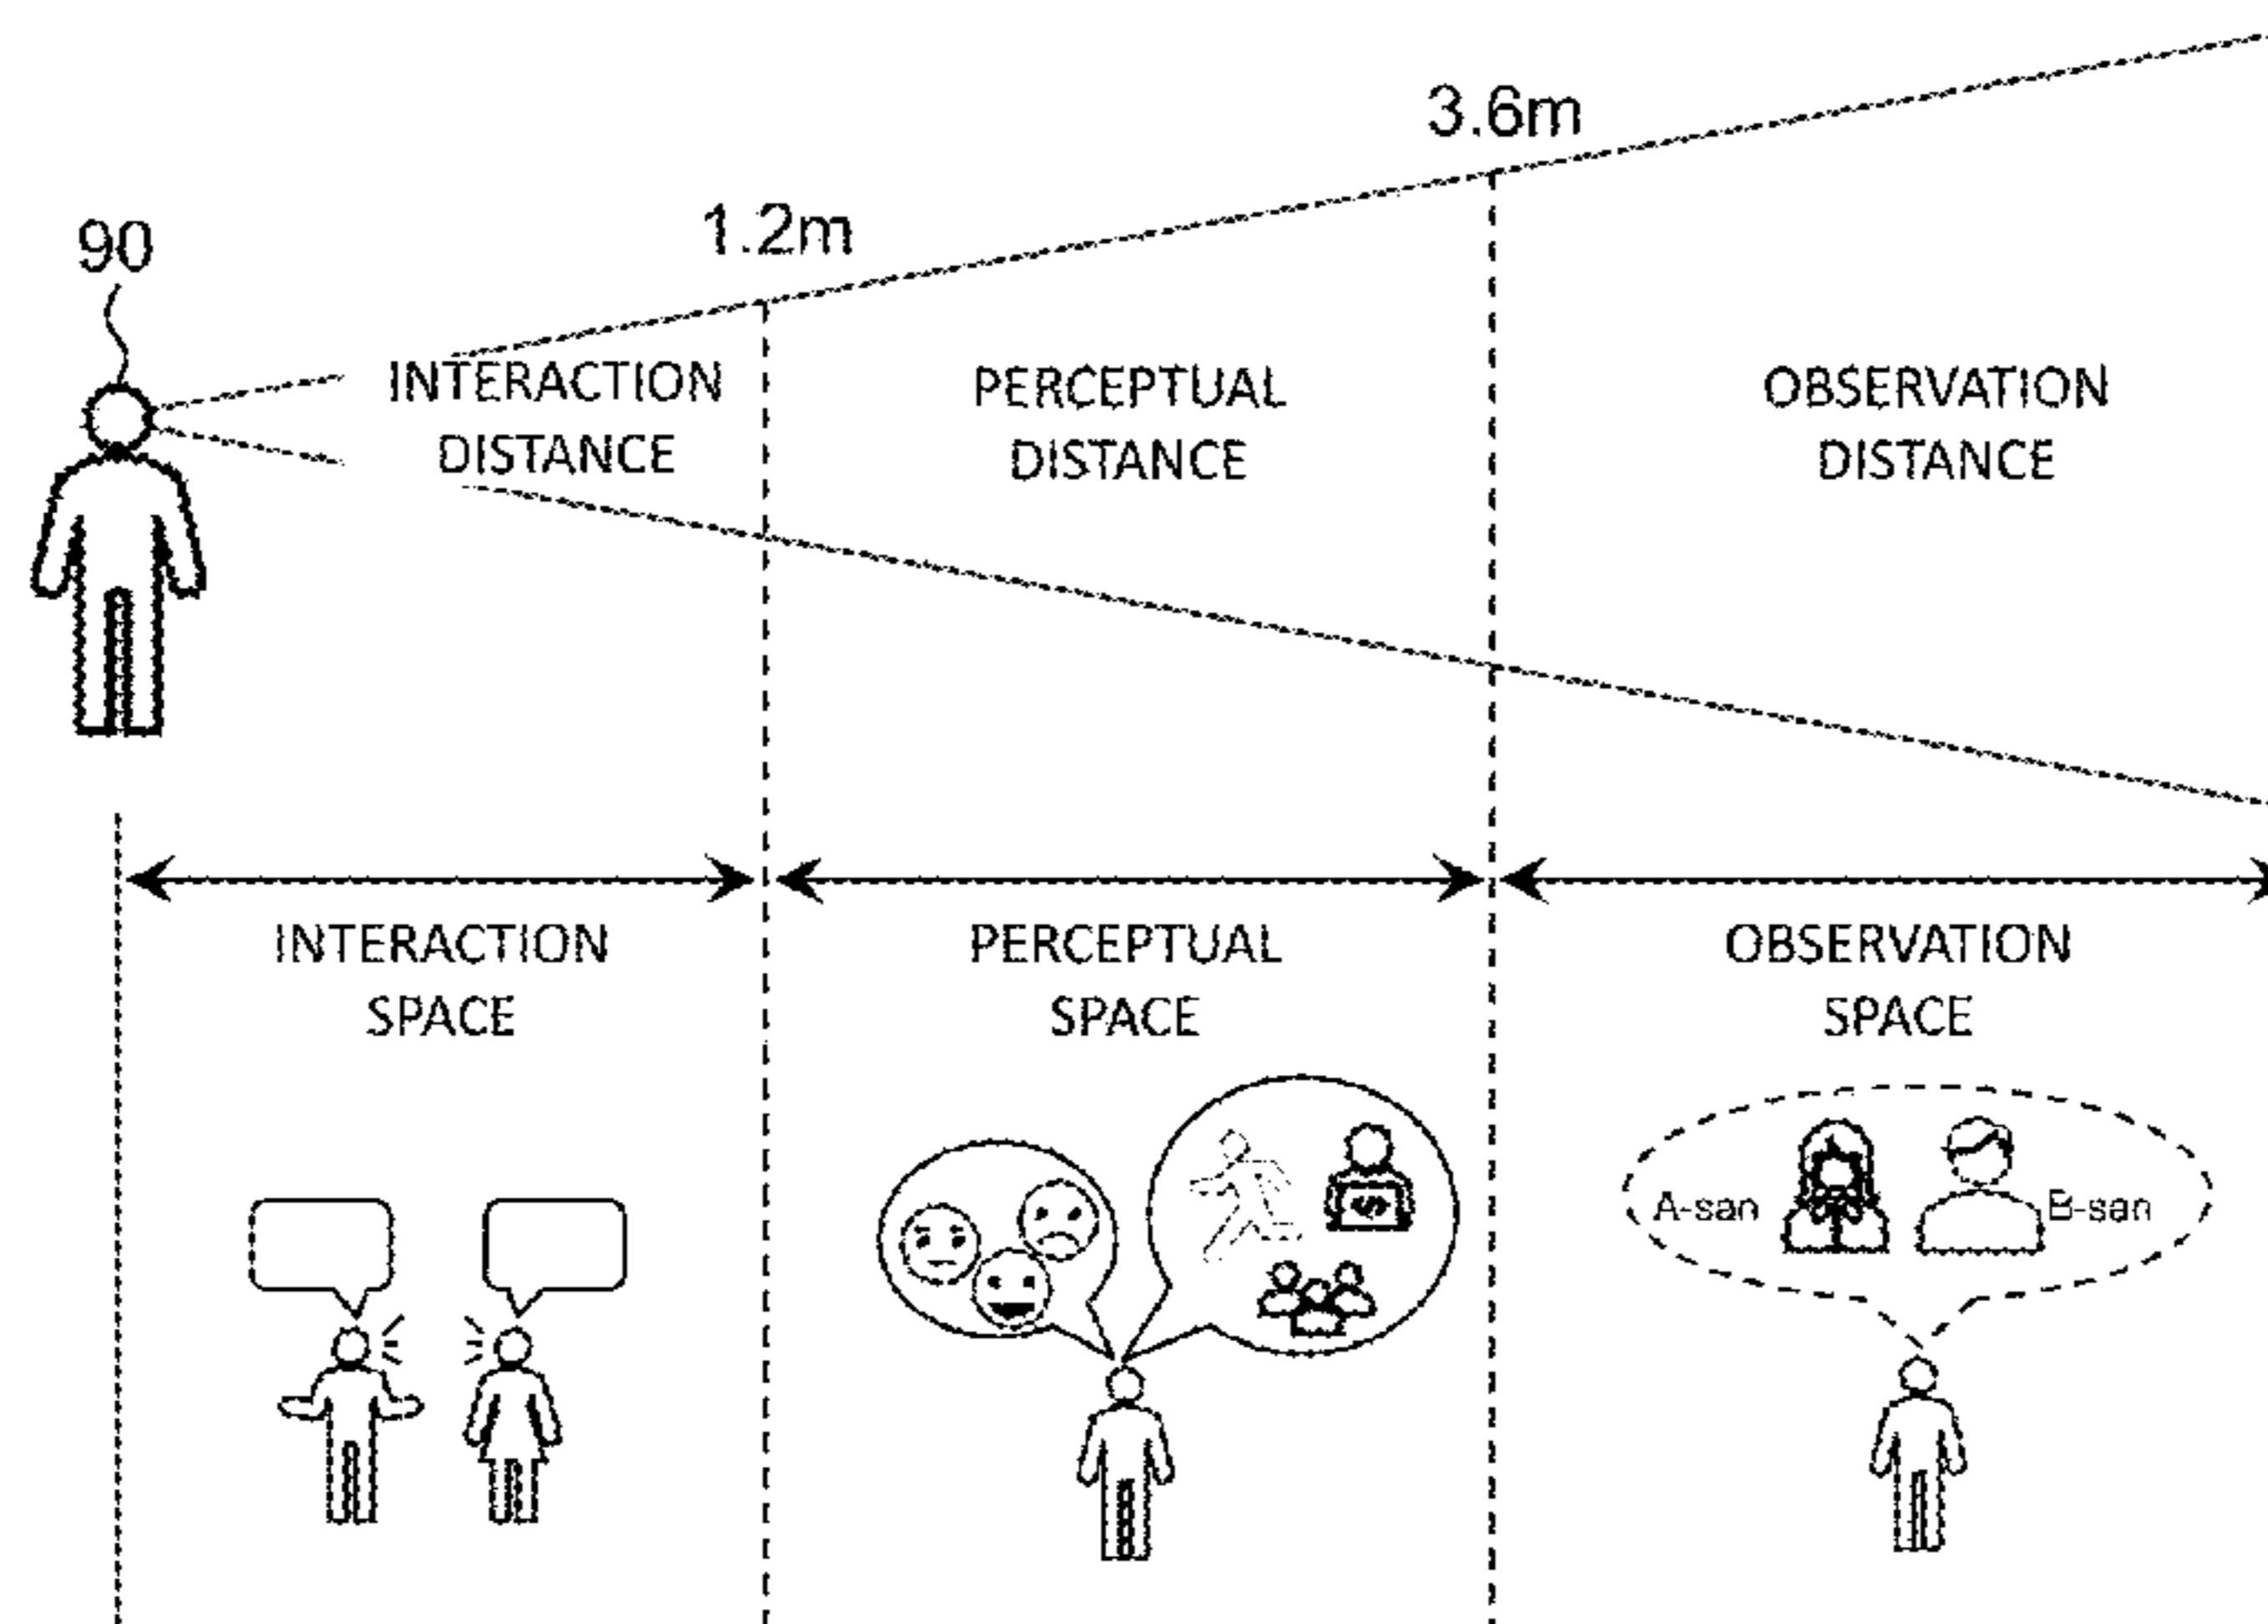 3.6m
1.2m
90
INTERACTION
DISTANCE
PERCEPTUAL
DISTANCE
OBSERVATION
DISTANCE
INTERACTION
SPACE
PERCEPTUAL
SPACE
OBSERVATION
SPACE
A-san
B-san